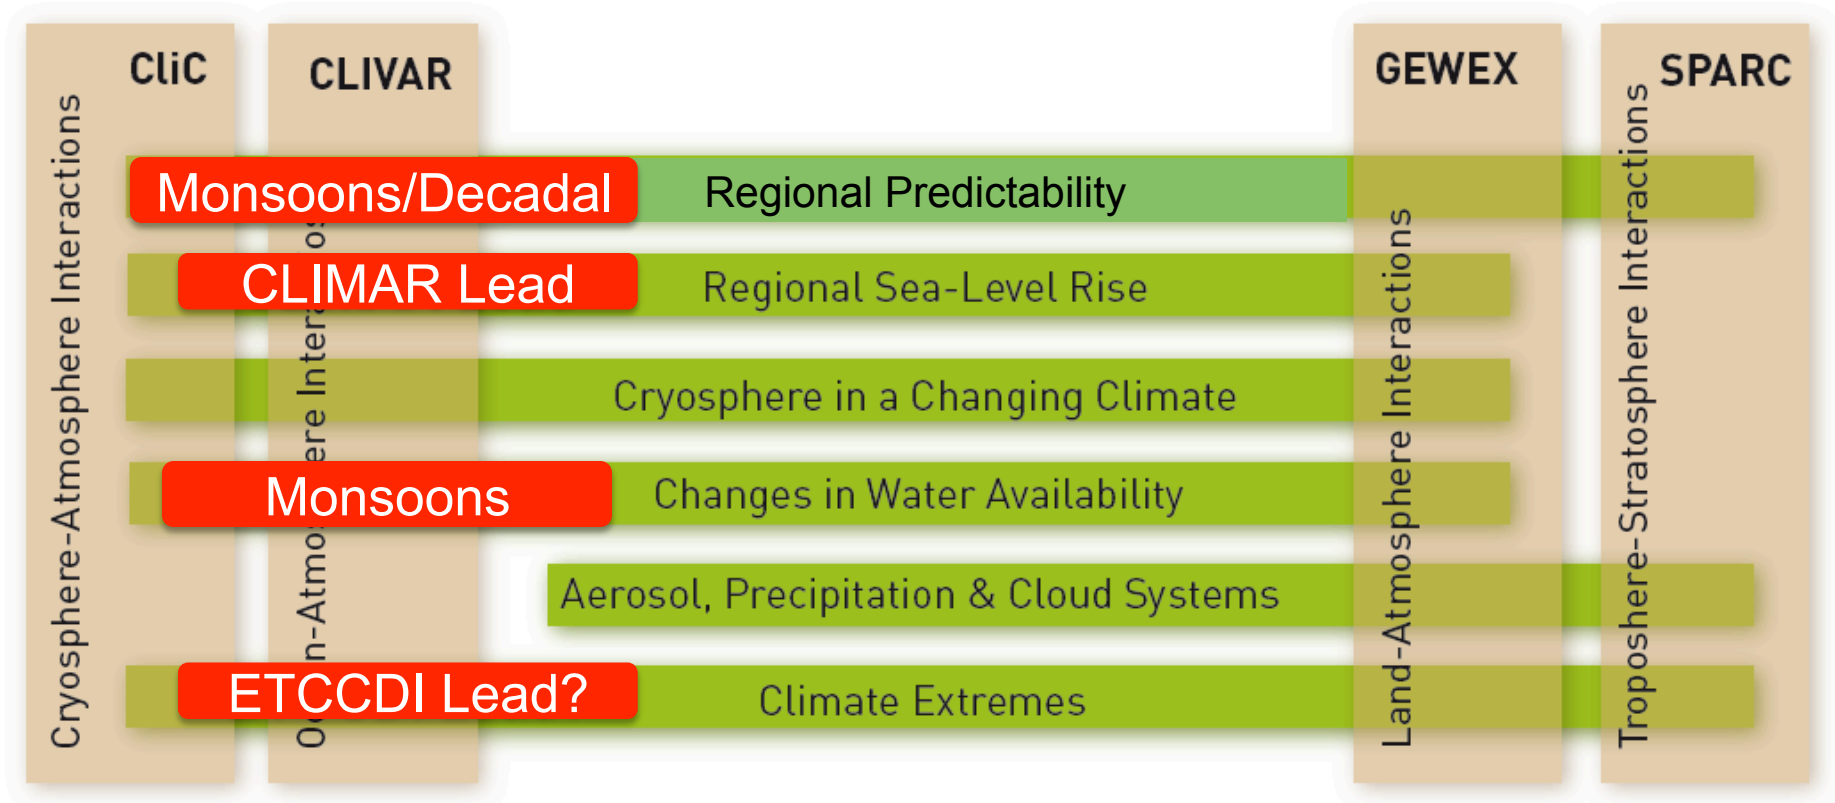 CliC
CLIVAR
GEWEX
SPARC
Cryosphere-Atmosphere Interactions
Land-Atmosphere Interactions
Troposhere-Stratosphere Interactions
Monsoons/Decadal
Regional Predictability
CLIMAR Lead
Regional Sea-Level Rise
Cryosphere in a Changing Climate
Monsoons
Changes in Water Availability
Aerosol, Precipitation & Cloud Systems
ETCCDI Lead?
Climate Extremes